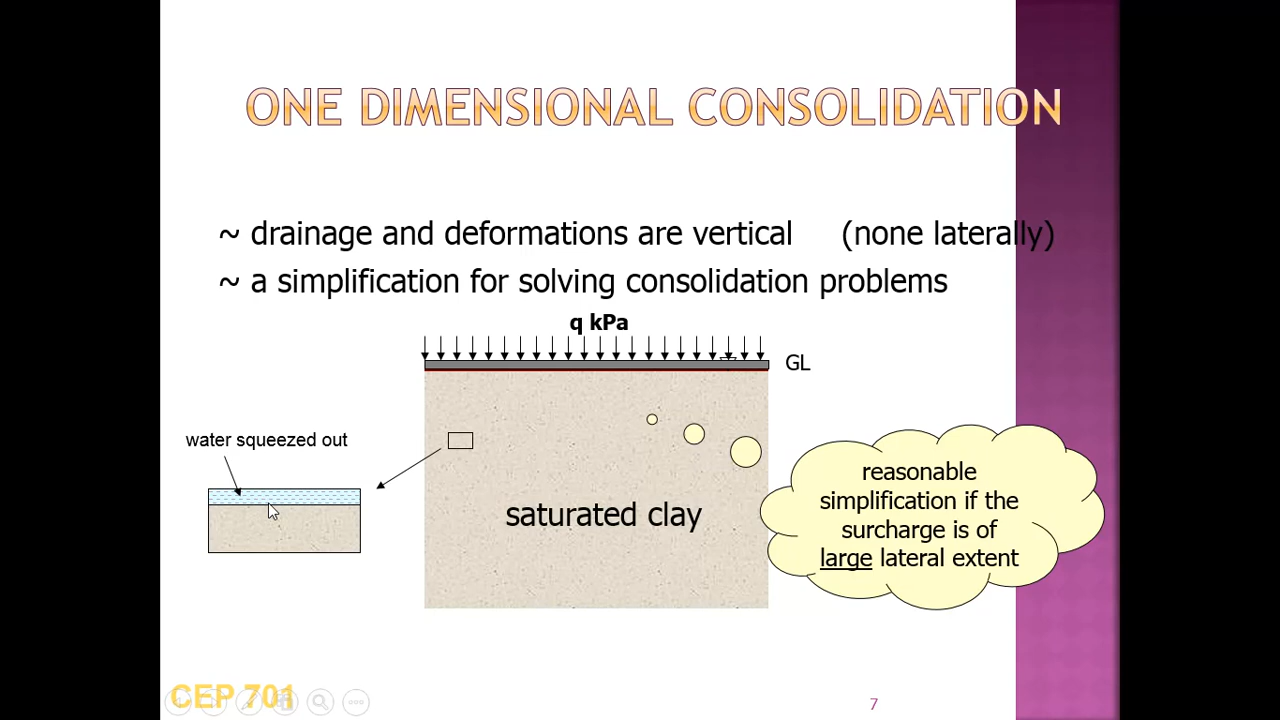 ONE DIMENSIONAL CONSOLIDATION
~ drainage and deformations are vertical (none laterally)
~ a simplification for solving consolidation problems
q kPa
GL
water squeezed out
saturated clay
reasonable
simplification if the
surcharge is of
large lateral extent
CEP 701
7